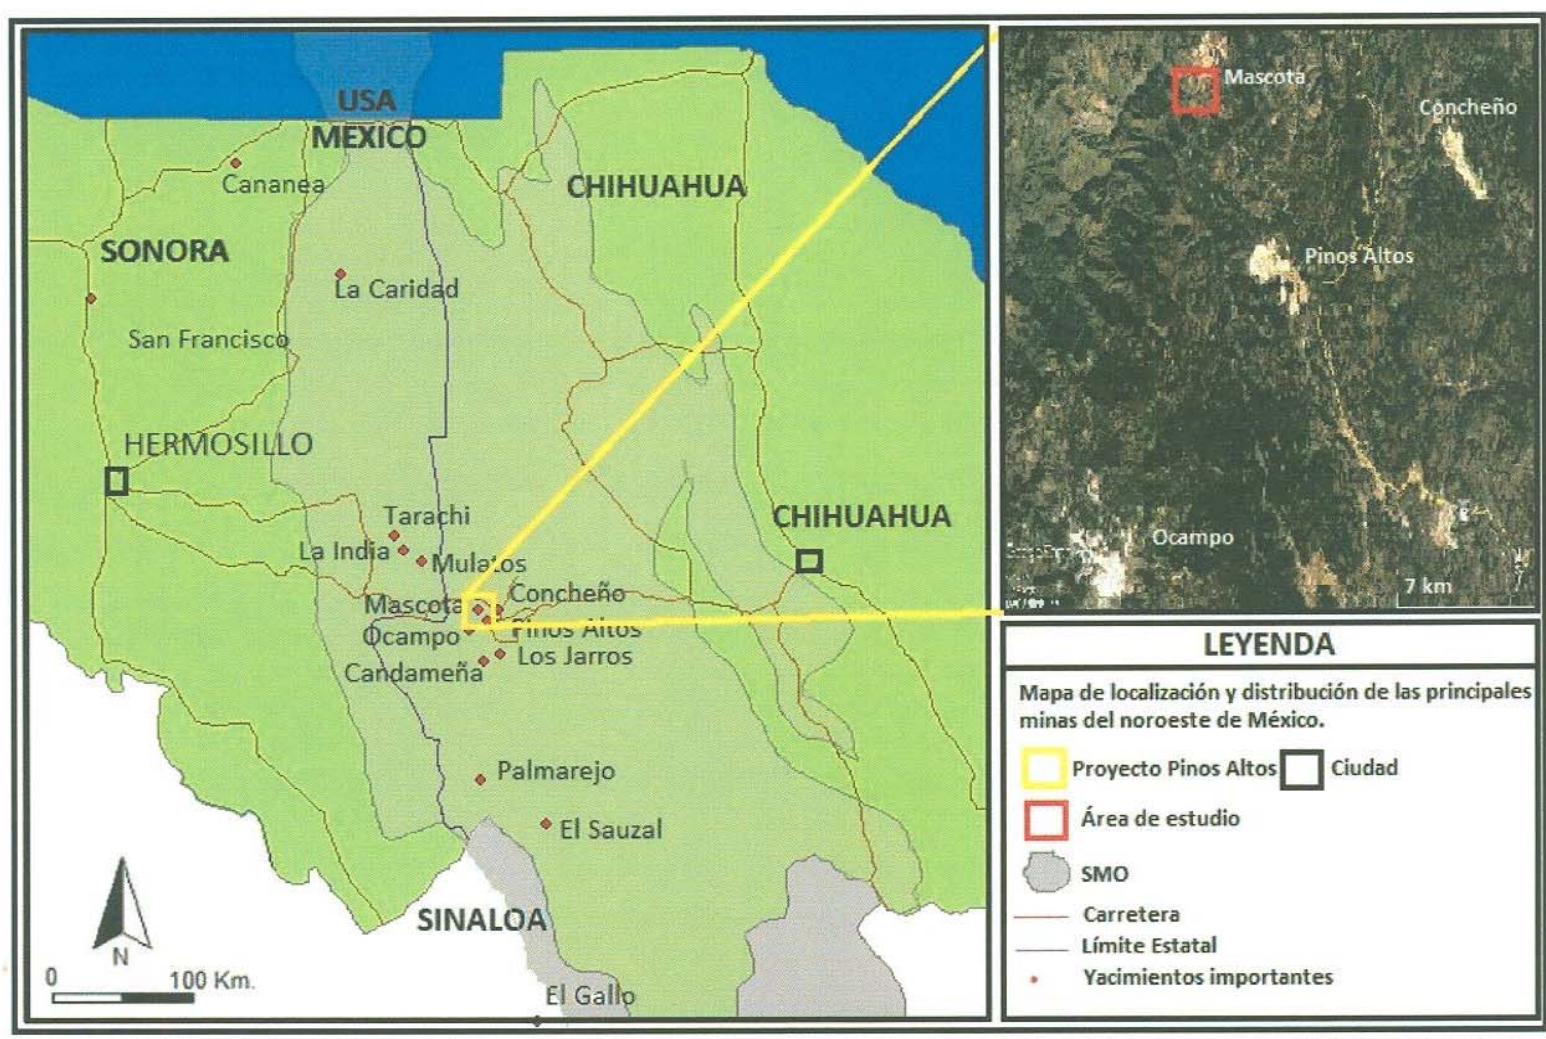 USA
MEXICO
Cananea
CHIHUAHUA
SONORA
La Caridad
San Francisco
HERMOSILLO
Tarachi
La India
Mulatos
CHIHUAHUA
Mascota
Concheño
Ocampo
Pinos Altos
Los Jarros
Candameña
Palmarejo
El Sauzal
SINALOA
N
0
100 Km.
El Gallo
Mascota
Concheño
Pinos Altos
Ocampo
7 km
LEYENDA
Mapa de localización y distribución de las principales
minas del noroeste de México.
Proyecto Pinos Altos
Ciudad
Área de estudio
SMO
Carretera
Límite Estatal
Yacimientos importantes